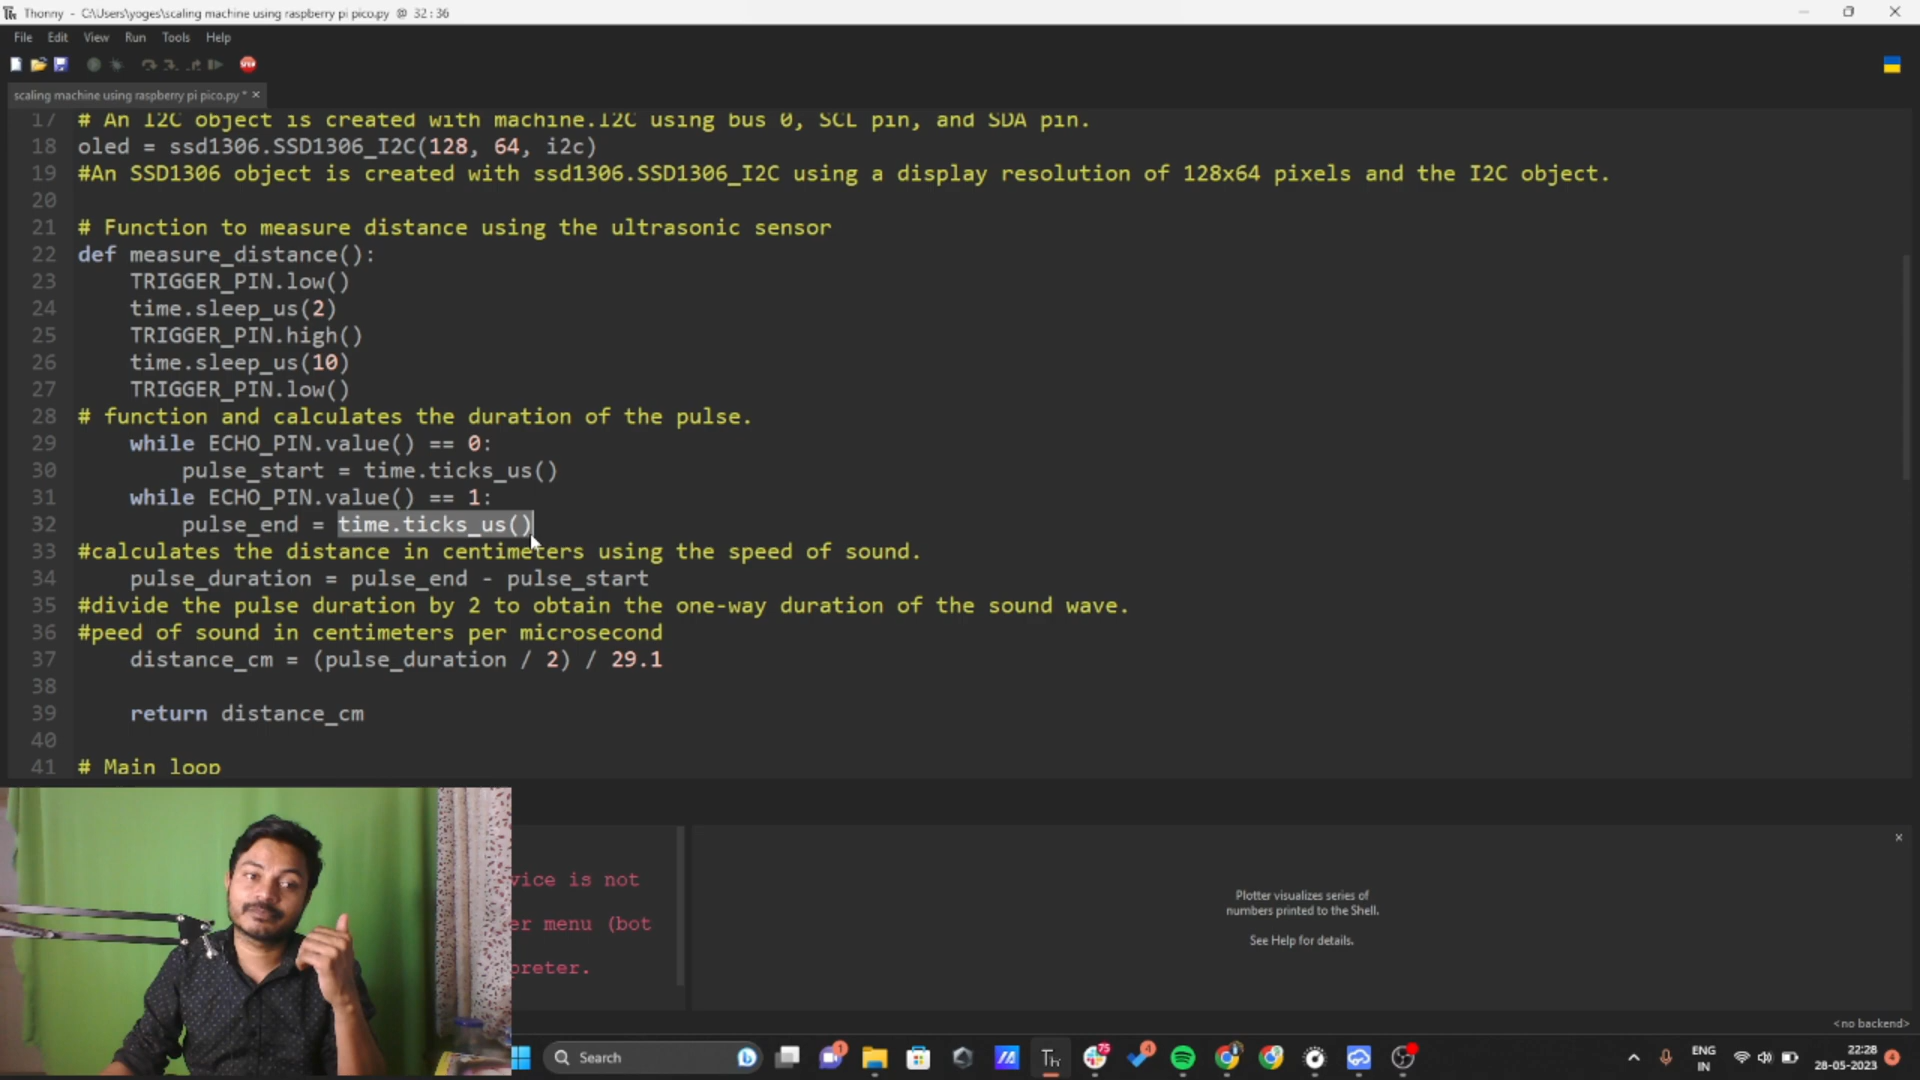 Thonny - C:\Users\yoges\scaling machine using raspberry pi pico.py @ 32 : 36
File Edit View Run Tools Help
scaling machine using raspberry pi pico.py *
17 # An I2C object is created with machine.I2C using bus 0, SCL pin, and SDA pin.
18 oled = ssd1306.SSD1306_I2C(128, 64, i2c)
19 #An SSD1306 object is created with ssd1306.SSD1306_I2C using a display resolution of 128x64 pixels and the I2C object.
20
21 # Function to measure distance using the ultrasonic sensor
22 def measure_distance():
23     TRIGGER_PIN.low()
24     time.sleep_us(2)
25     TRIGGER_PIN.high()
26     time.sleep_us(10)
27     TRIGGER_PIN.low()
28 # function and calculates the duration of the pulse.
29     while ECHO_PIN.value() == 0:
30         pulse_start = time.ticks_us()
31     while ECHO_PIN.value() == 1:
32         pulse_end = time.ticks_us()
33 #calculates the distance in centimeters using the speed of sound.
34     pulse_duration = pulse_end - pulse_start
35 #divide the pulse duration by 2 to obtain the one-way duration of the sound wave.
36 #peed of sound in centimeters per microsecond
37     distance_cm = (pulse_duration / 2) / 29.1
38
39     return distance_cm
40
41 # Main loop
vice is not
er menu (bot
preter.
Plotter visualizes series of
numbers printed to the Shell.
See Help for details.
<no backend>
Search
Th
75
4
1
ENG
IN
22:28
28-05-2023
4